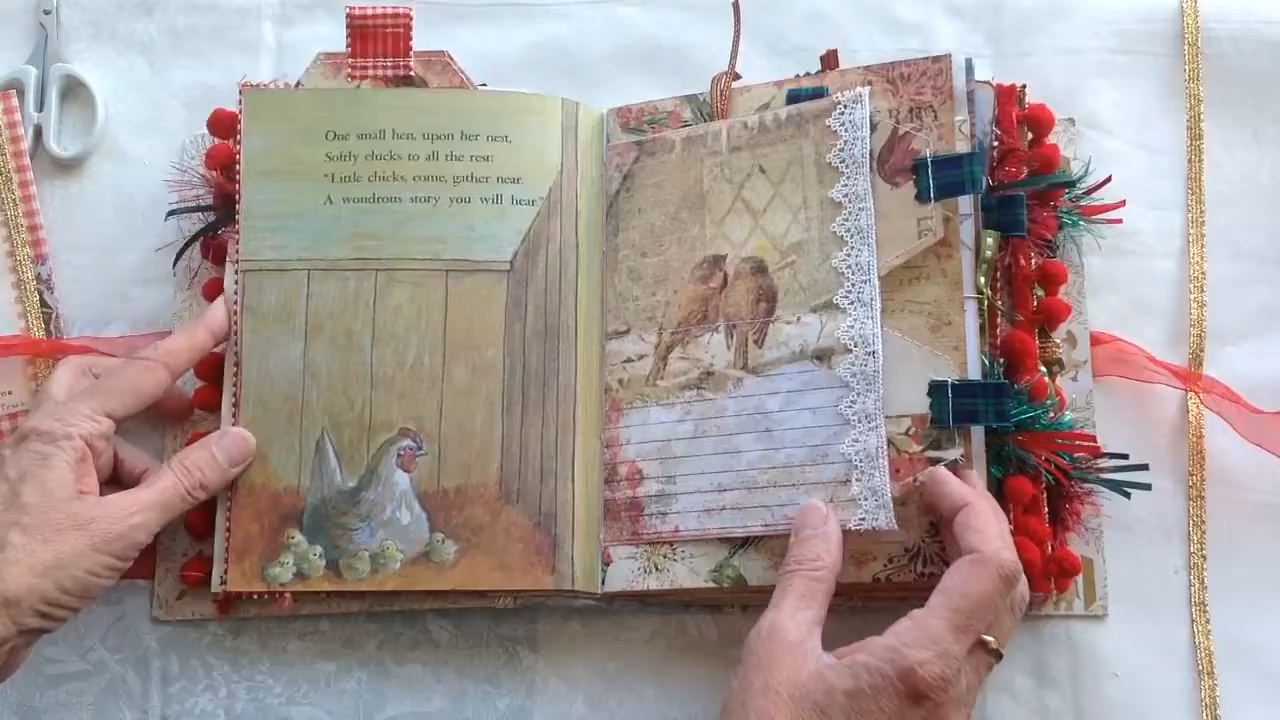 One small hen, upon her nest,
Softly clucks to all the rest:
"Little chicks, come, gather near.
A wondrous story you will hear."